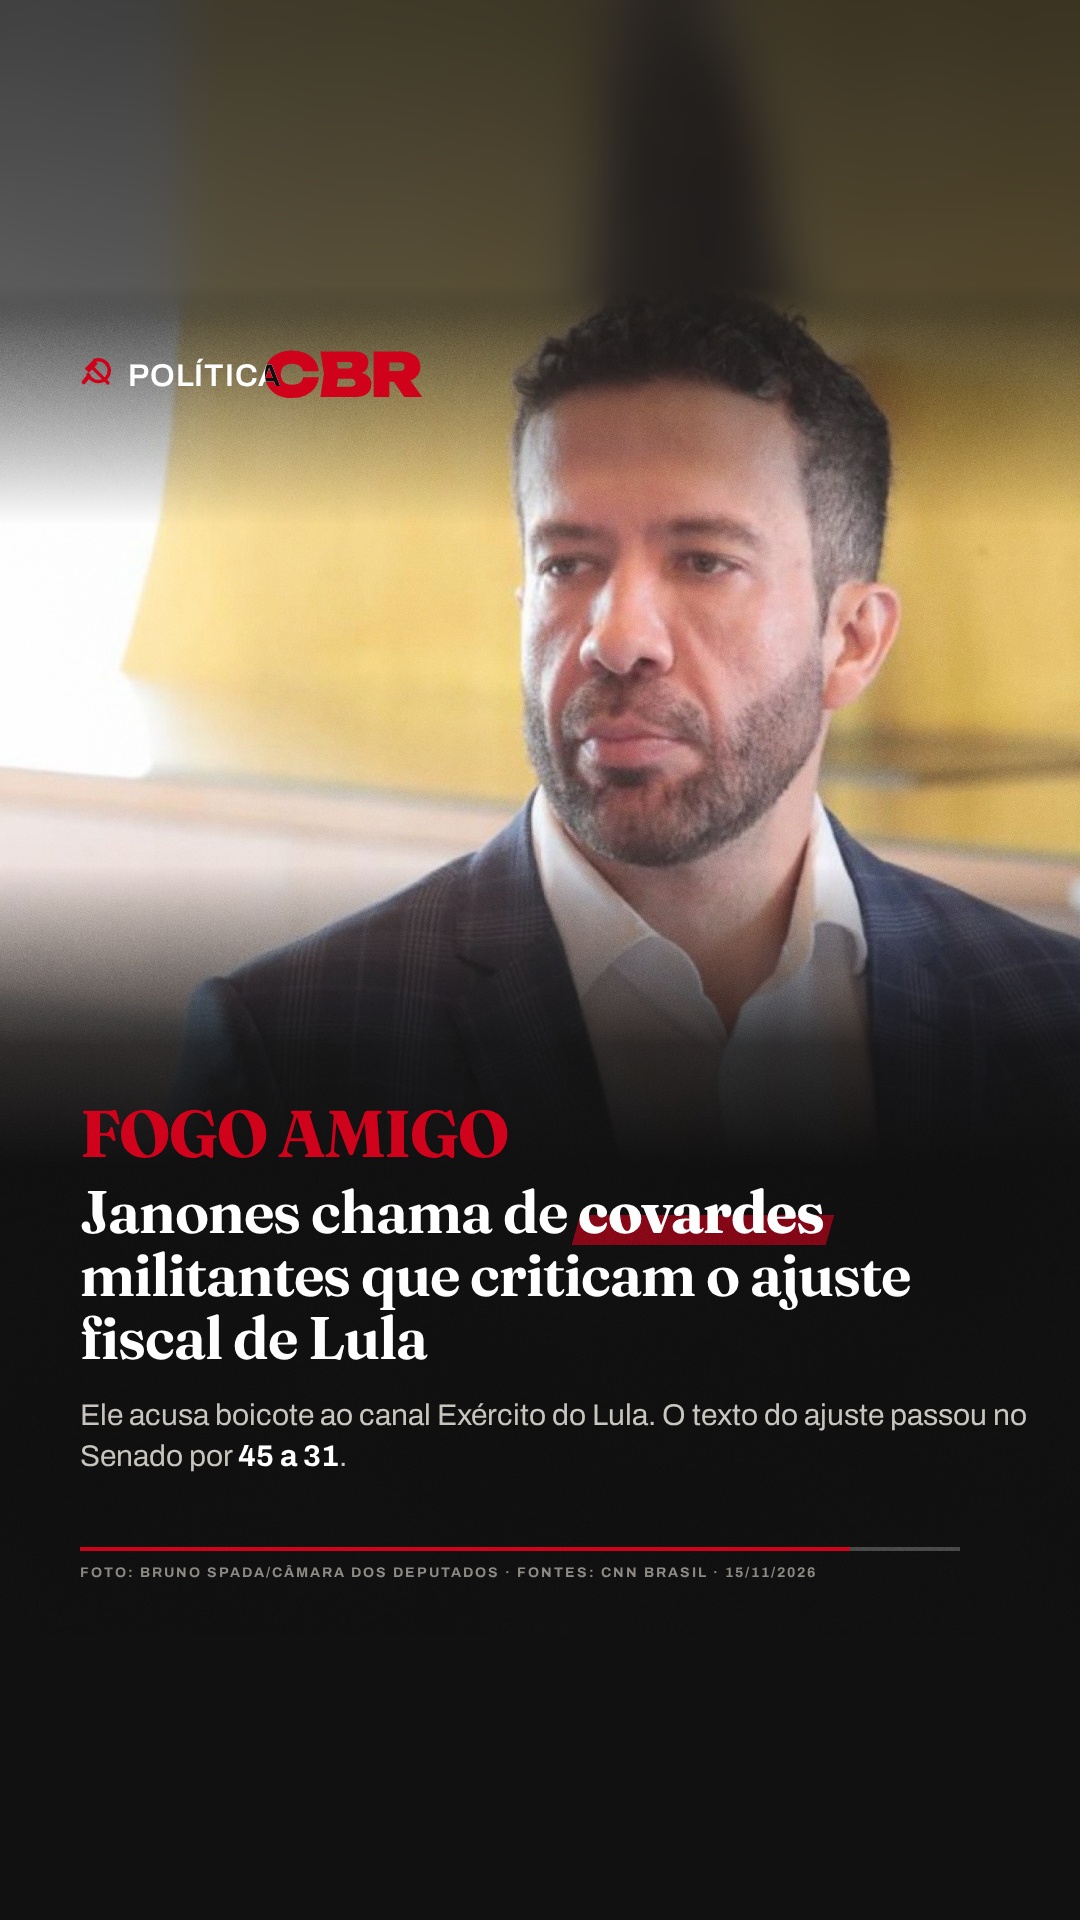 POLÍTICA CBR
FOGO AMIGO
Janones chama de covardes
militantes que criticam o ajuste
fiscal de Lula
Ele acusa boicote ao canal Exército do Lula. O texto do ajuste passou no
Senado por 45 a 31.
FOTO: BRUNO SPADA/CÂMARA DOS DEPUTADOS · FONTES: CNN BRASIL · 15/11/2026